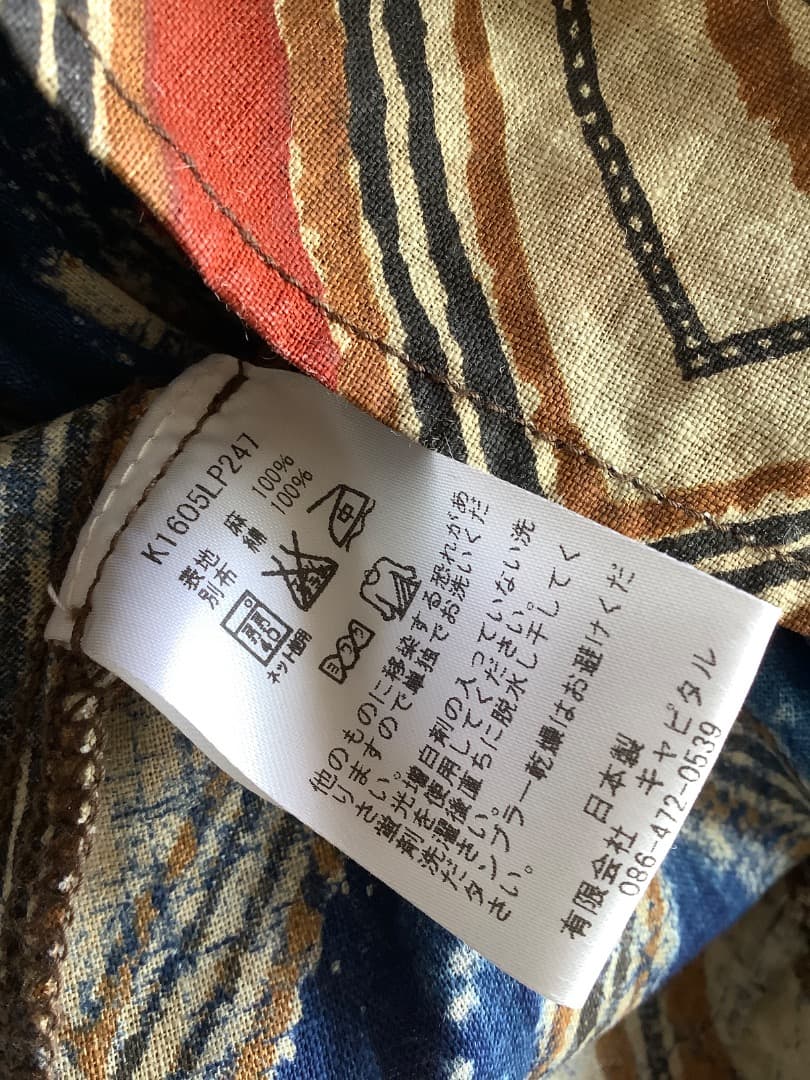 K1605LP247
表地 麻 100%
別布 綿 100%
中
40
ネット使用
他のものに移染する恐れがあ
りますので単独でお洗いくだ
さい。
蛍光増白剤の入っていない洗
剤を使用してください。
洗濯後直ちに脱水し干してく
ださい。
タンブラー乾燥はお避けくだ
さい。
日本製
有限会社 キャピタル
086-472-0539